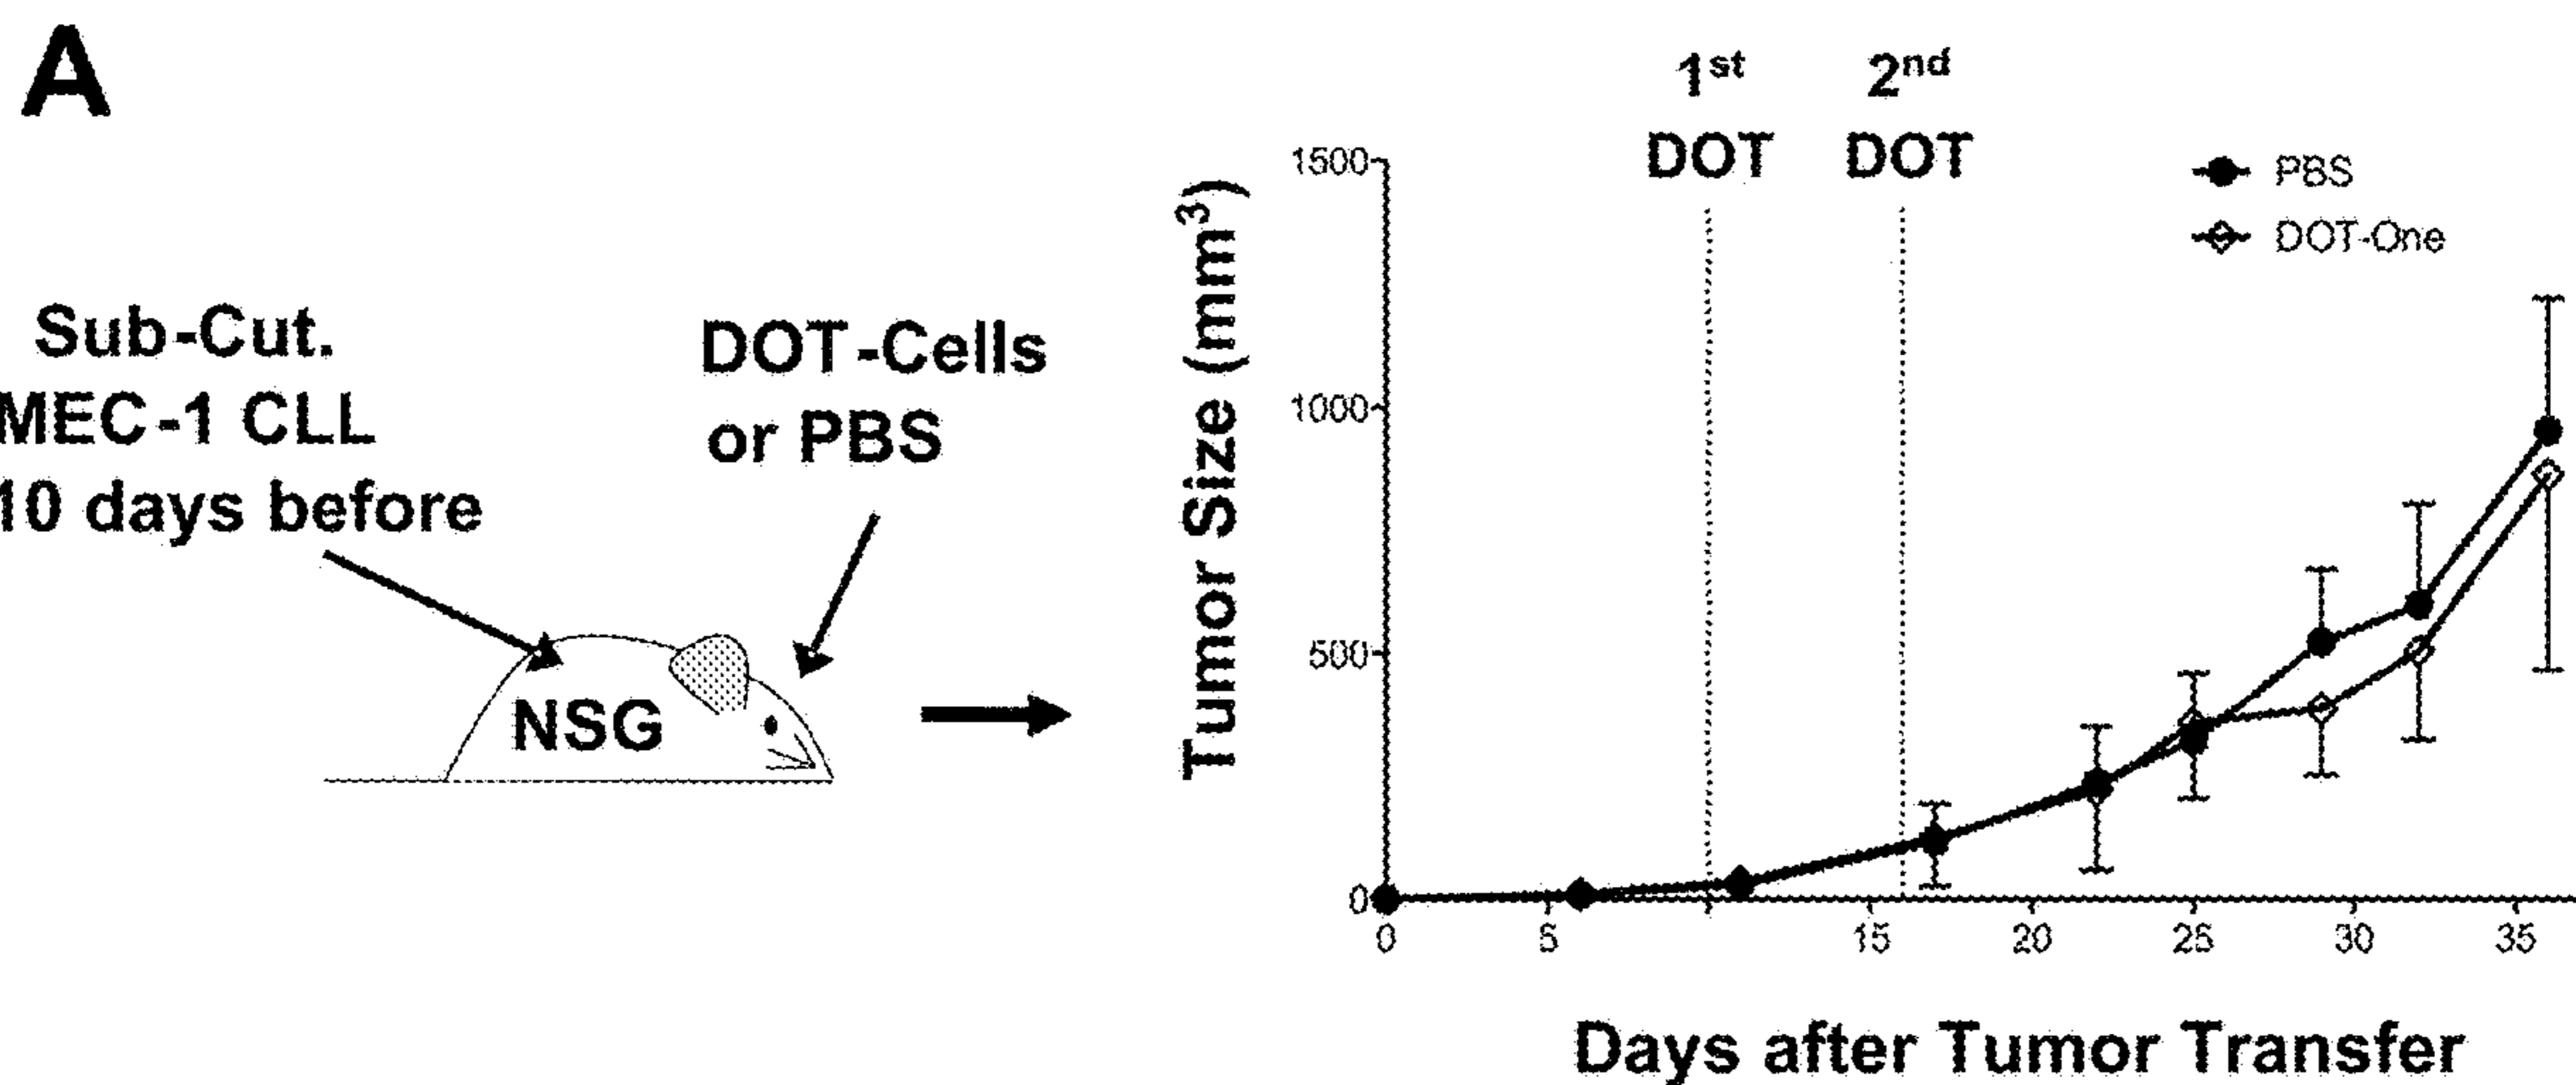 A
Sub-Cut.
MEC-1 CLL
10 days before
DOT-Cells
or PBS
NSG
1st
DOT
2nd
DOT
PBS
DOT-One
Tumor Size (mm³)
1500
1000
500
0
0 5 15 20 25 30 35
Days after Tumor Transfer